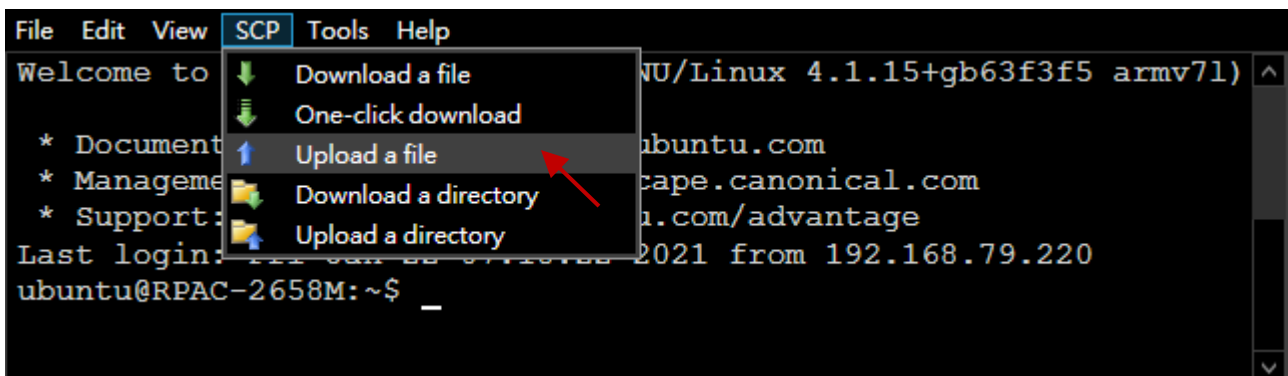 File Edit View SCP Tools Help
Welcome to NU/Linux 4.1.15+gb63f3f5 armv7l)
Download a file
One-click download
* Document ubuntu.com
Upload a file
* Manageme cape.canonical.com
Download a directory
* Support: u.com/advantage
Upload a directory
Last login: 2021 from 192.168.79.220
ubuntu@RPAC-2658M:~$ _